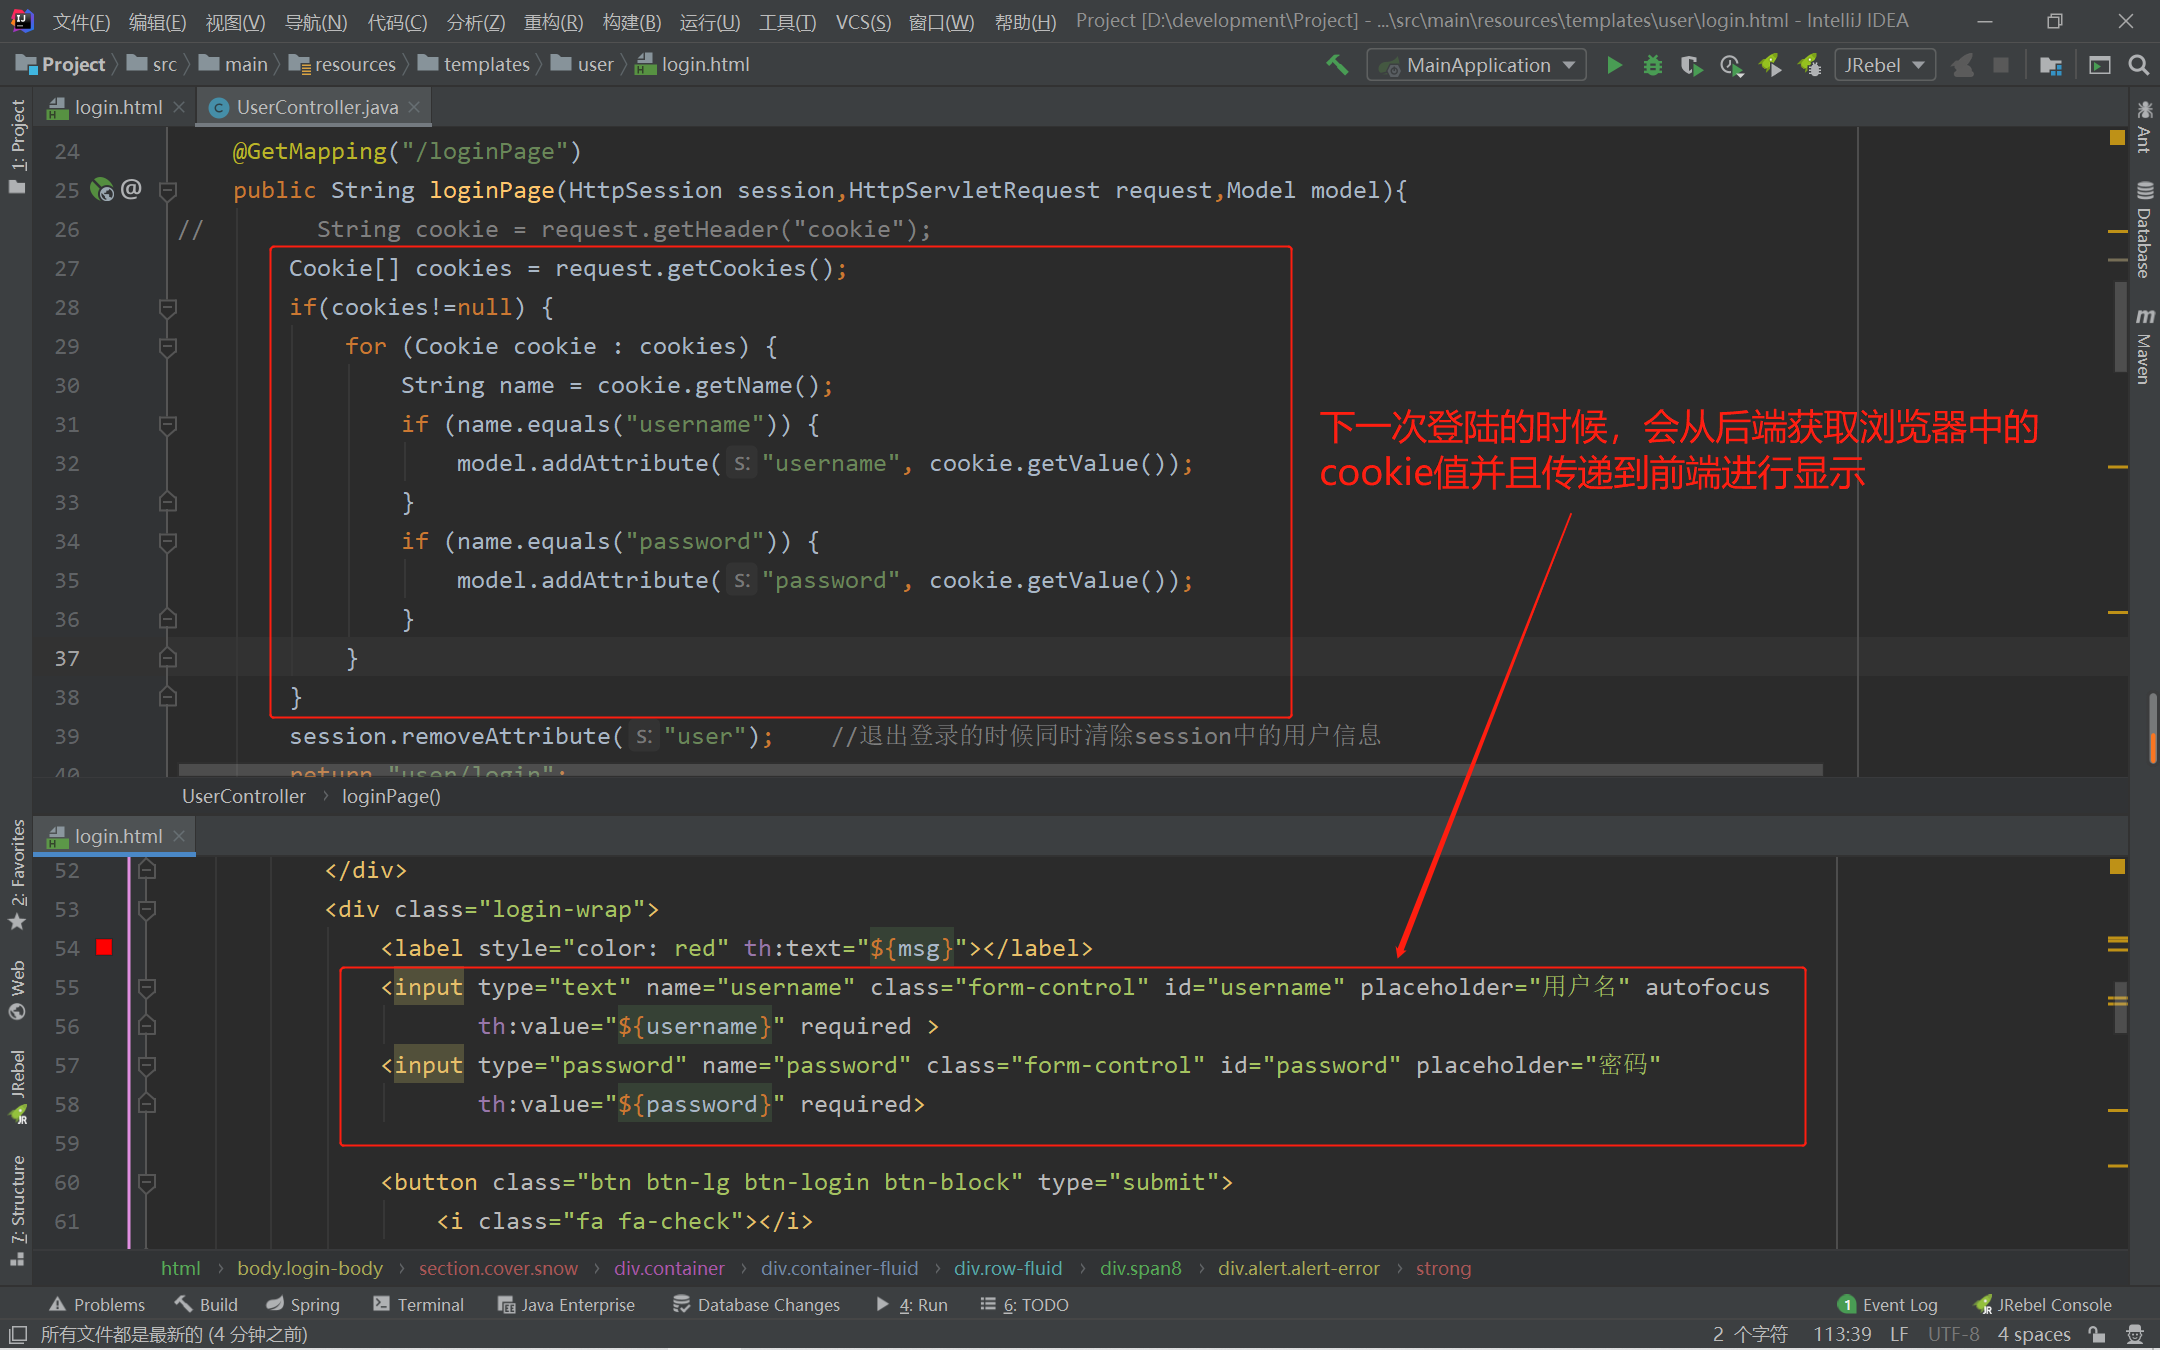 文件(F) 编辑(E) 视图(V) 导航(N) 代码(C) 分析(Z) 重构(R) 构建(B) 运行(U) 工具(T) VCS(S) 窗口(W) 帮助(H) Project [D:\development\Project] - ...\src\main\resources\templates\user\login.html - IntelliJ IDEA
Project src main resources templates user login.html MainApplication JRebel
login.html UserController.java
1: Project
Ant
Database
Maven
24 @GetMapping("/loginPage")
25 @ public String loginPage(HttpSession session,HttpServletRequest request,Model model){
26 // String cookie = request.getHeader("cookie");
27 Cookie[] cookies = request.getCookies();
28 if(cookies!=null) {
29 for (Cookie cookie : cookies) {
30 String name = cookie.getName();
31 if (name.equals("username")) {
32 model.addAttribute( s: "username", cookie.getValue());
33 }
34 if (name.equals("password")) {
35 model.addAttribute( s: "password", cookie.getValue());
36 }
37 }
38 }
39 session.removeAttribute( s: "user"); //退出登录的时候同时清除session中的用户信息
40 return "user/login";
下一次登陆的时候，会从后端获取浏览器中的
cookie值并且传递到前端进行显示
UserController loginPage()
login.html
2: Favorites
Web
JRebel
7: Structure
52 </div>
53 <div class="login-wrap">
54 <label style="color: red" th:text="${msg}"></label>
55 <input type="text" name="username" class="form-control" id="username" placeholder="用户名" autofocus
56 th:value="${username}" required >
57 <input type="password" name="password" class="form-control" id="password" placeholder="密码"
58 th:value="${password}" required>
59
60 <button class="btn btn-lg btn-login btn-block" type="submit">
61 <i class="fa fa-check"></i>
html body.login-body section.cover.snow div.container div.container-fluid div.row-fluid div.span8 div.alert.alert-error strong
Problems Build Spring Terminal Java Enterprise Database Changes 4: Run 6: TODO 1 Event Log JRebel Console
所有文件都是最新的 (4 分钟之前) 2 个字符 113:39 LF UTF-8 4 spaces